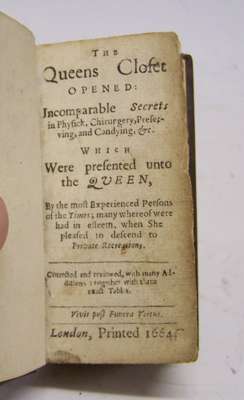 THE
Queens Closet
OPENED:
Incomparable Secrets
in Physick, Chirurgery, Preser-
ving, and Candying, &c.
WHICH
Were presented unto
the QUEEN,
By the most Experienced Persons
of the Times; many whereof were
had in esteem, when She
pleased to descend to
Private Recreations.
Corrected and reviewed, with many Ad-
ditions : together with three
exact Tables.
Vivit post Funera Virtus.
London, Printed 1664